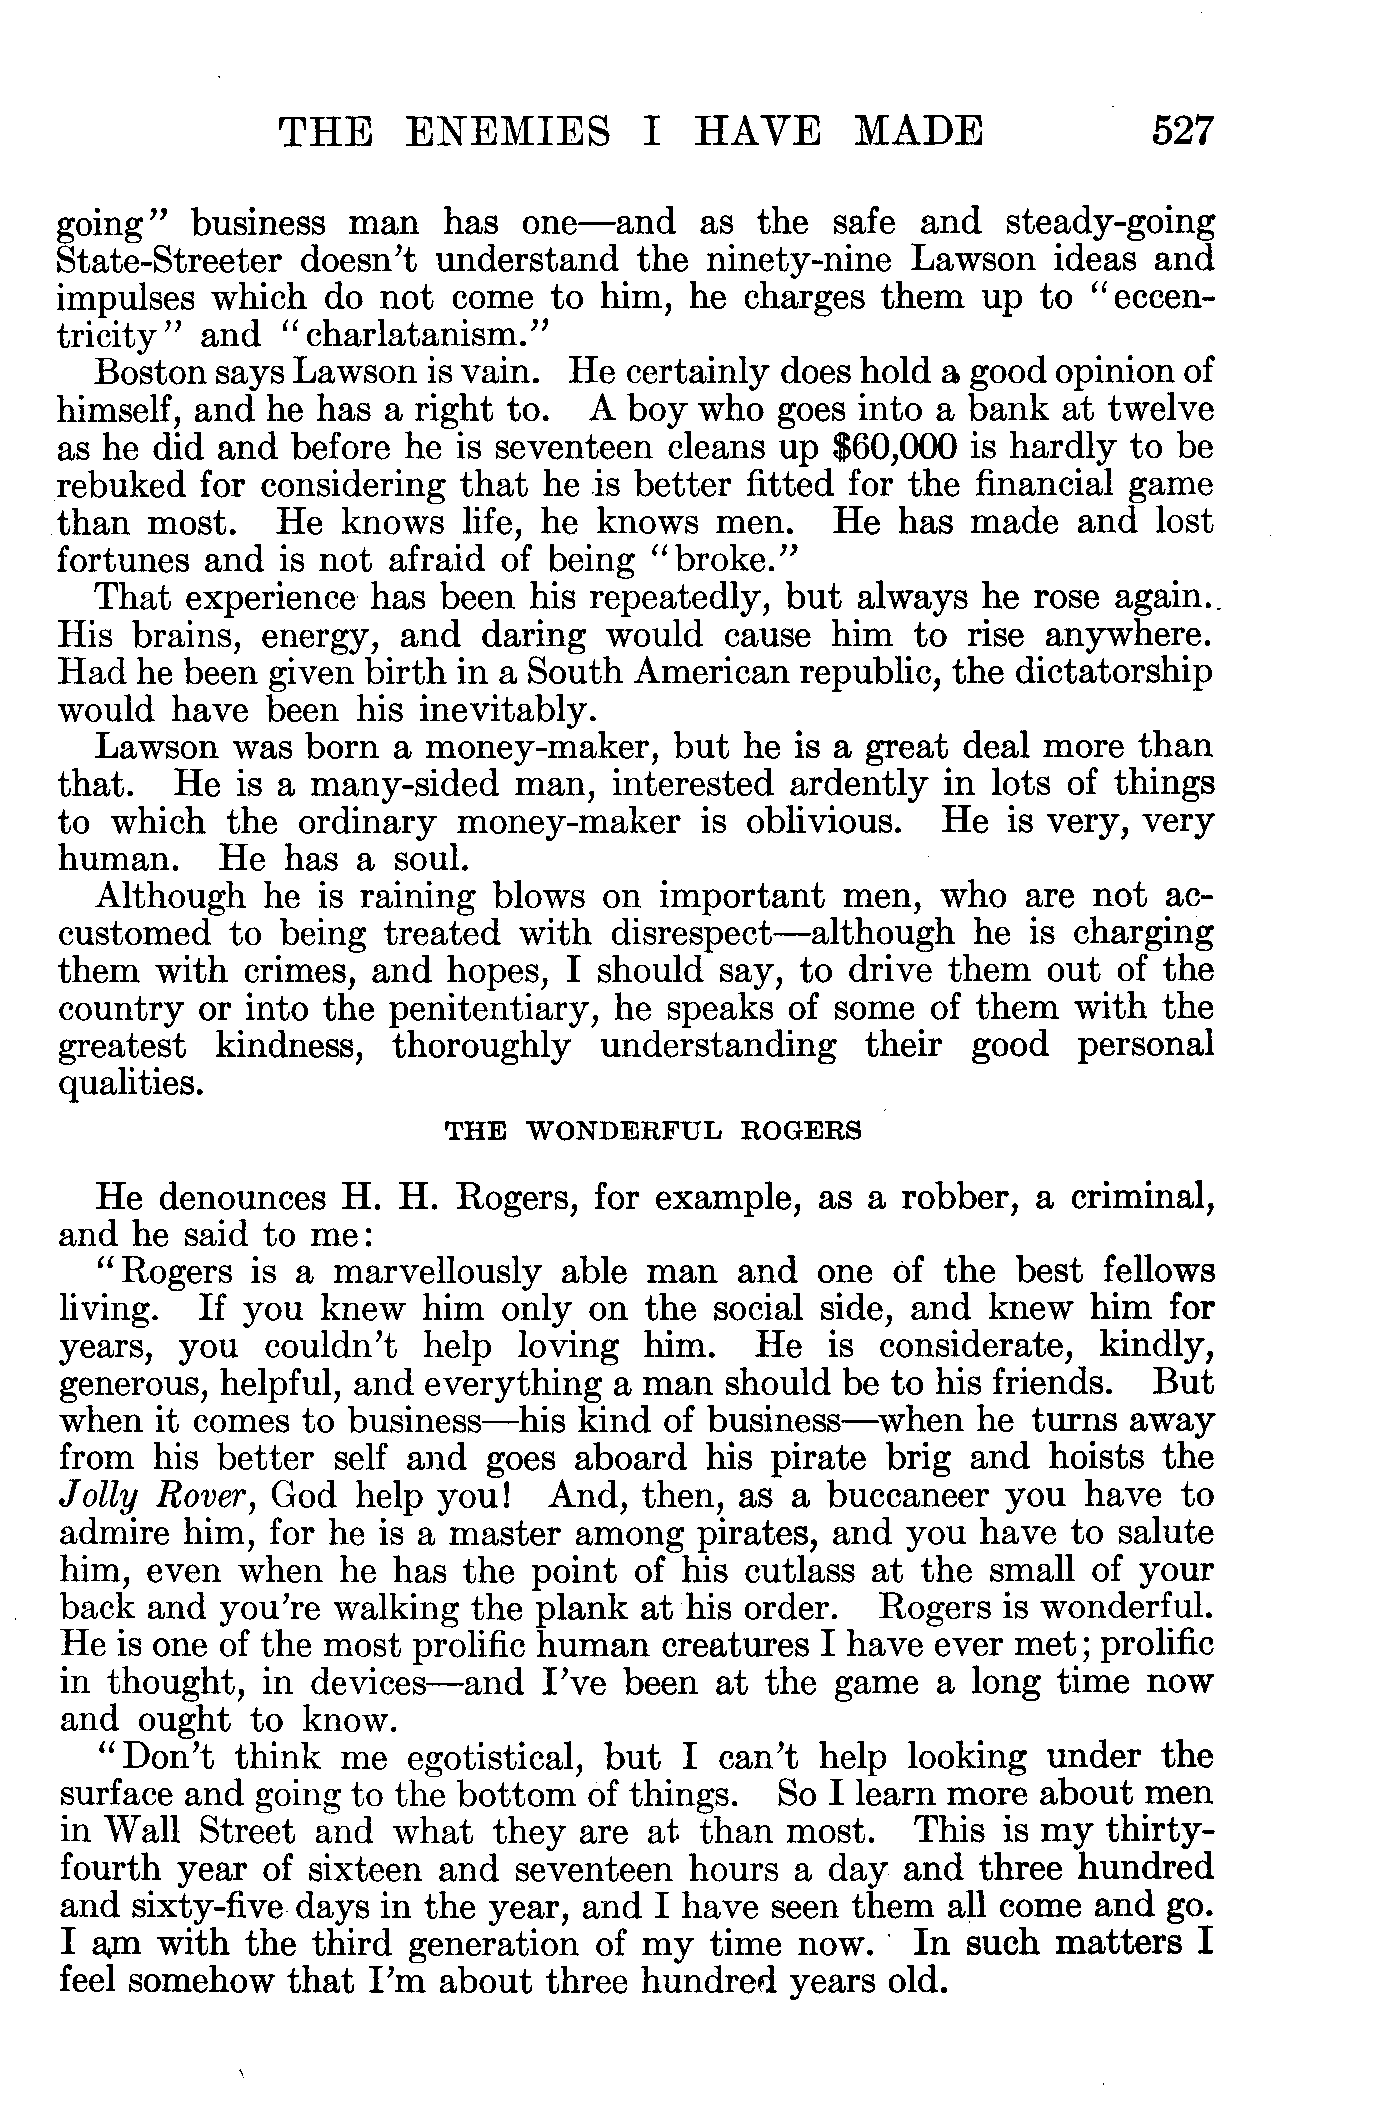 THE ENEMIES I HAVE MADE 527
going” business man has one—and as the safe and steady-going
State-Streeter doesn’t understand the ninety-nine Lawson ideas and
impulses which do not come to him, he charges them up to “eccen-
tricity” and “charlatanism.”
Boston says Lawson is vain. He certainly does hold a good opinion of
himself, and he has a right to. A boy who goes into a bank at twelve
as he did and before he is seventeen cleans up $60,000 is hardly to be
rebuked for considering that he is better fitted for the financial game
than most. He knows life, he knows men. He has made and lost
fortunes and is not afraid of being “broke.”
That experience has been his repeatedly, but always he rose again.
His brains, energy, and daring would cause him to rise anywhere.
Had he been given birth in a South American republic, the dictatorship
would have been his inevitably.
Lawson was born a money-maker, but he is a great deal more than
that. He is a many-sided man, interested ardently in lots of things
to which the ordinary money-maker is oblivious. He is very, very
human. He has a soul.
Although he is raining blows on important men, who are not ac-
customed to being treated with disrespect—although he is charging
them with crimes, and hopes, I should say, to drive them out of the
country or into the penitentiary, he speaks of some of them with the
greatest kindness, thoroughly understanding their good personal
qualities.
THE WONDERFUL ROGERS
He denounces H. H. Rogers, for example, as a robber, a criminal,
and he said to me:
“Rogers is a marvellously able man and one of the best fellows
living. If you knew him only on the social side, and knew him for
years, you couldn’t help loving him. He is considerate, kindly,
generous, helpful, and everything a man should be to his friends. But
when it comes to business—his kind of business—when he turns away
from his better self and goes aboard his pirate brig and hoists the
Jolly Rover, God help you! And, then, as a buccaneer you have to
admire him, for he is a master among pirates, and you have to salute
him, even when he has the point of his cutlass at the small of your
back and you’re walking the plank at his order. Rogers is wonderful.
He is one of the most prolific human creatures I have ever met; prolific
in thought, in devices—and I’ve been at the game a long time now
and ought to know.
“Don’t think me egotistical, but I can’t help looking under the
surface and going to the bottom of things. So I learn more about men
in Wall Street and what they are at than most. This is my thirty-
fourth year of sixteen and seventeen hours a day and three hundred
and sixty-five days in the year, and I have seen them all come and go.
I am with the third generation of my time now. In such matters I
feel somehow that I’m about three hundred years old.